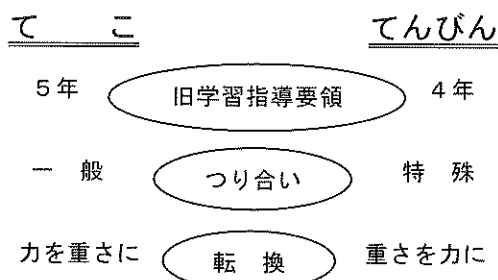 てこ てんびん
5年 旧学習指導要領 4年
一般 つり合い 特殊
力を重さに 転換 重さを力に